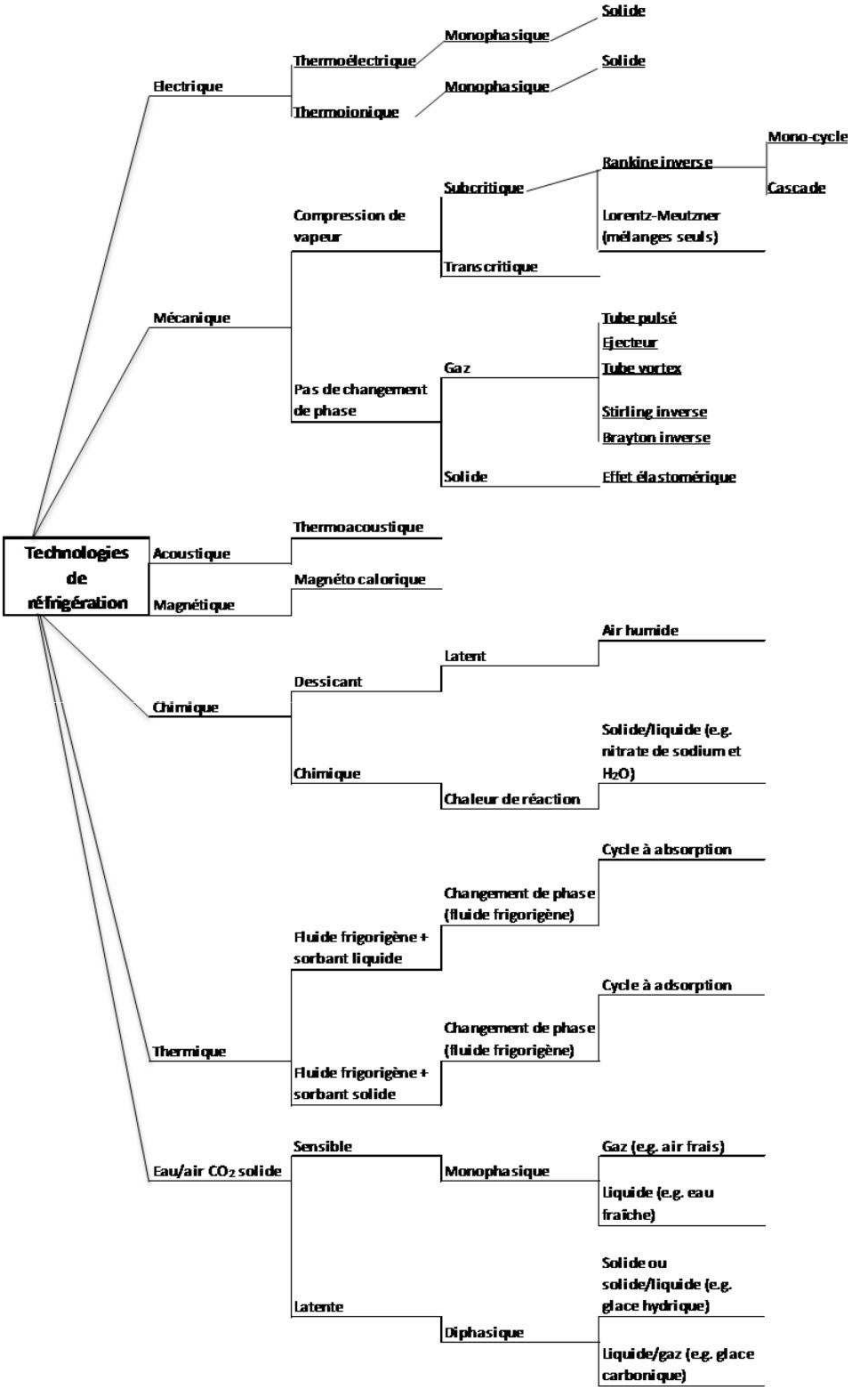 Solide
Monophasique
Thermoélectrique
Solide
Electrique
Monophasique
Thermoionique
Mono-cycle
Rankine inverse
Subcritique
Cascade
Compression de
vapeur
Lorentz-Meutzner
(mélanges seuls)
Transcritique
Mécanique
Tube pulsé
Ejecteur
Gaz
Tube vortex
Pas de changement
de phase
Stirling inverse
Brayton inverse
Solide
Effet élastomérique
Thermoacoustique
Technologies
de
réfrigération
Acoustique
Magnéto calorique
Magnétique
Air humide
Latent
Dessicant
Chimique
Solide/liquide (e.g.
nitrate de sodium et
H₂O)
Chimique
Chaleur de réaction
Cycle à absorption
Changement de phase
(fluide frigorigène)
Fluide frigorigène +
sorbant liquide
Cycle à adsorption
Changement de phase
(fluide frigorigène)
Thermique
Fluide frigorigène +
sorbant solide
Sensible
Gaz (e.g. air frais)
Eau/air CO₂ solide
Monophasique
Liquide (e.g. eau
fraîche)
Solide ou
solide/liquide (e.g.
glace hydrique)
Latente
Diphasique
Liquide/gaz (e.g. glace
carbonique)